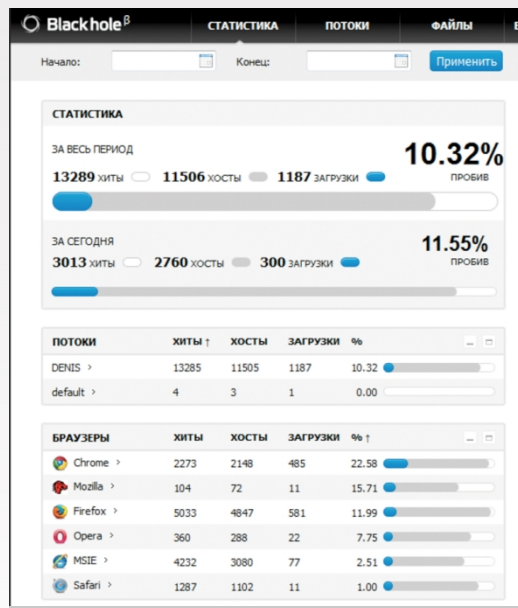 Blackhole β СТАТИСТИКА ПОТОКИ ФАЙЛЫ
Начало: Конец: Применить
СТАТИСТИКА
ЗА ВЕСЬ ПЕРИОД
10.32%
13289 ХИТЫ 11506 ХОСТЫ 1187 ЗАГРУЗКИ ПРОБИВ
ЗА СЕГОДНЯ
11.55%
3013 ХИТЫ 2760 ХОСТЫ 300 ЗАГРУЗКИ ПРОБИВ
ПОТОКИ ХИТЫ ↑ ХОСТЫ ЗАГРУЗКИ %
DENIS > 13285 11505 1187 10.32
default > 4 3 1 0.00
БРАУЗЕРЫ ХИТЫ ХОСТЫ ЗАГРУЗКИ % ↑
Chrome > 2273 2148 485 22.58
Mozilla > 104 72 11 15.71
Firefox > 5033 4847 581 11.99
Opera > 360 288 22 7.75
MSIE > 4232 3080 77 2.51
Safari > 1287 1102 11 1.00